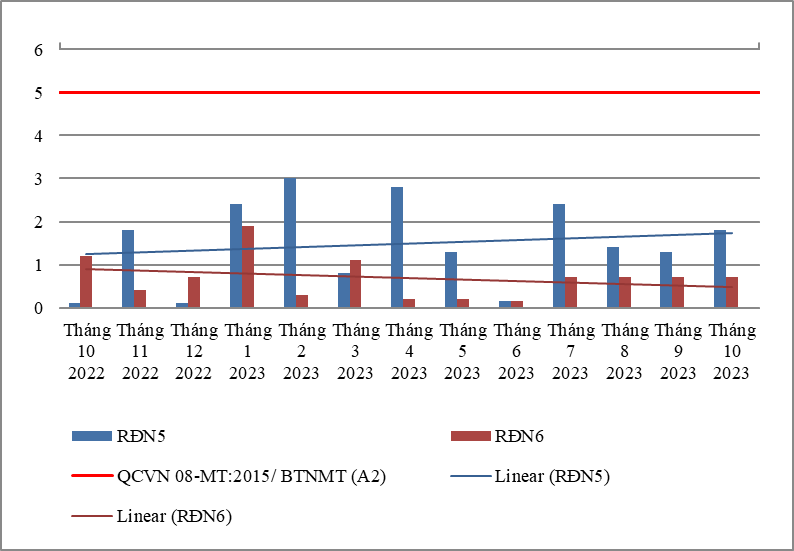 6
5
4
3
2
1
0
Tháng Tháng Tháng Tháng Tháng Tháng Tháng Tháng Tháng Tháng Tháng Tháng Tháng
10 11 12 1 2 3 4 5 6 7 8 9 10
2022 2022 2022 2023 2023 2023 2023 2023 2023 2023 2023 2023 2023
RĐN5 RĐN6
QCVN 08-MT:2015/ BTNMT (A2) Linear (RĐN5)
Linear (RĐN6)